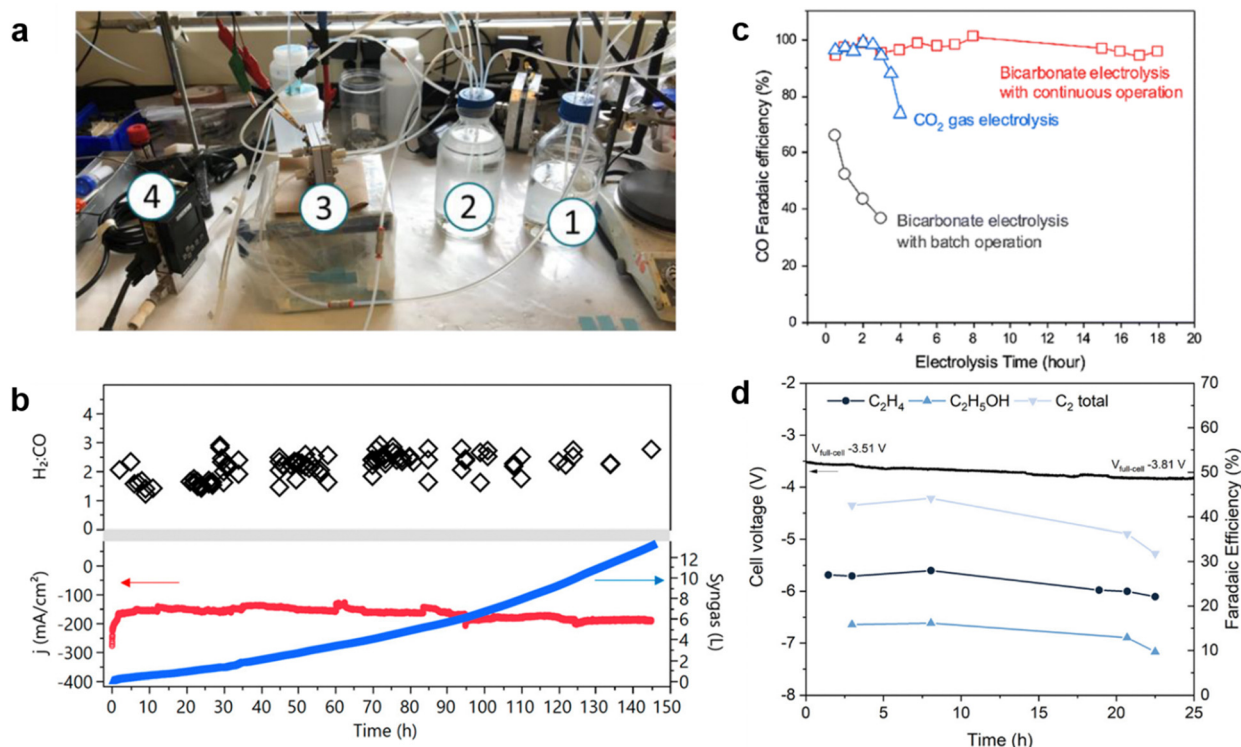 a
4
3
2
1
b
H₂:CO
4
3
2
1
0
j (mA/cm²)
0
-100
-200
-300
-400
Syngas (L)
12
10
8
6
4
2
0
0 10 20 30 40 50 60 70 80 90 100 110 120 130 140 150
Time (h)
c
CO Faradaic efficiency (%)
100
80
60
40
20
0
Bicarbonate electrolysis
with continuous operation
CO₂ gas electrolysis
Bicarbonate electrolysis
with batch operation
0 2 4 6 8 10 12 14 16 18 20
Electrolysis Time (hour)
d
Cell voltage (V)
-2
-3
-4
-5
-6
-7
-8
C₂H₄ C₂H₅OH C₂ total
V full-cell -3.51 V
V full-cell -3.81 V
Faradaic Efficiency (%)
70
60
50
40
30
20
10
0
0 5 10 15 20 25
Time (h)